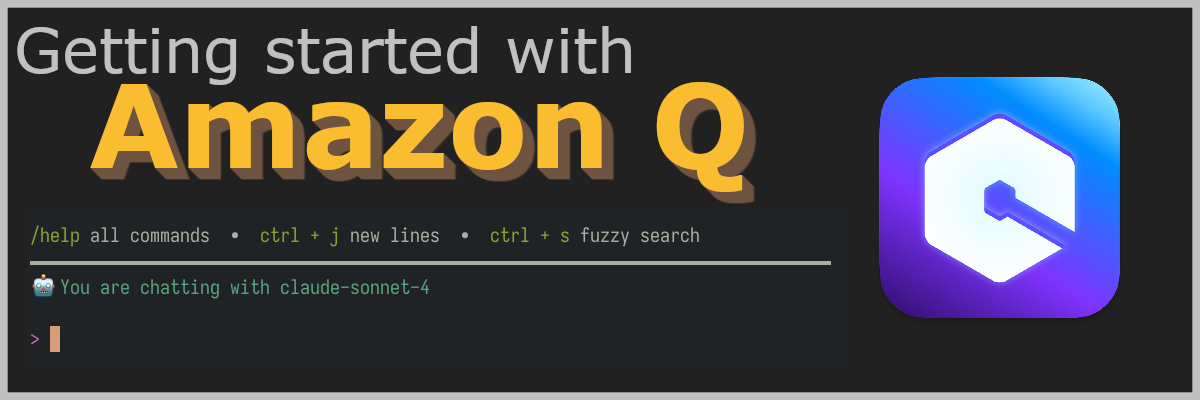 Getting started with
Amazon Q
/help all commands • ctrl + j new lines • ctrl + s fuzzy search
You are chatting with claude-sonnet-4
>